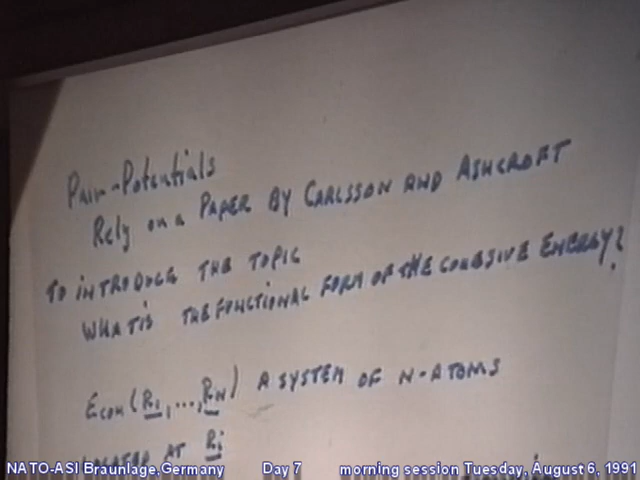 Pair-Potentials
Rely on a PAPER BY CARLSSON AND ASHCROFT
TO INTRODUCE THE TOPIC
WHAT IS THE FUNCTIONAL FORM OF THE COHESIVE ENERGY?
Ecoh (R1, ..., RN) A SYSTEM OF N-ATOMS
LOCATED AT Ri
NATO-ASI Braunlage,Germany Day 7 morning session Tuesday, August 6, 1991